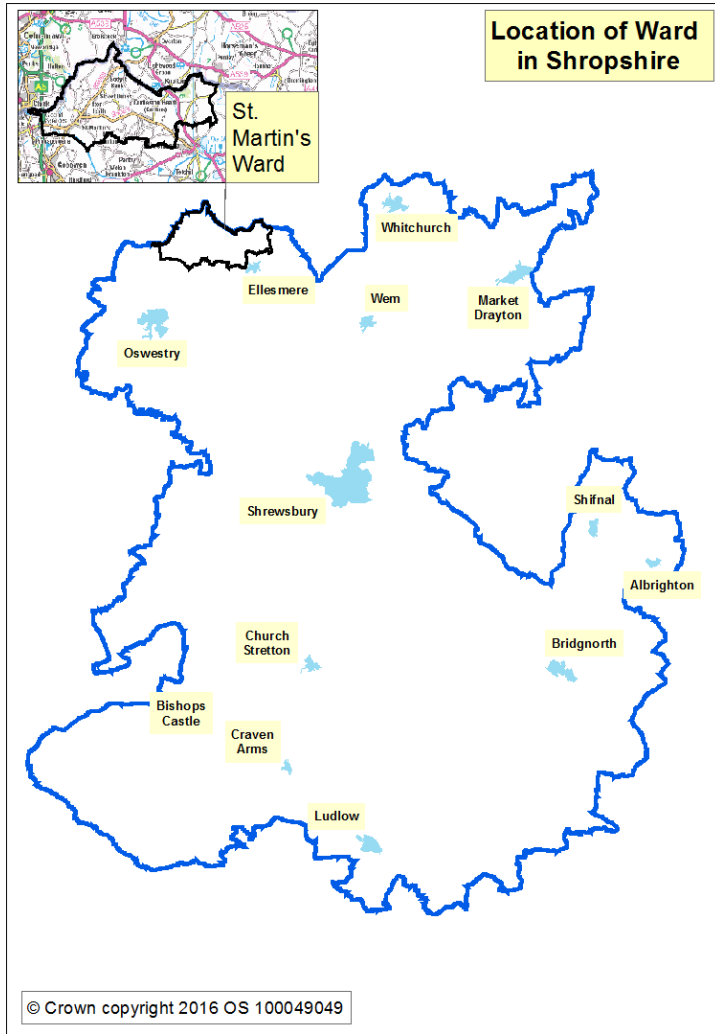 Location of Ward
in Shropshire
St.
Martin's
Ward
Whitchurch
Ellesmere
Wem
Market
Drayton
Oswestry
Shrewsbury
Shifnal
Albrighton
Church
Stretton
Bridgnorth
Bishops
Castle
Craven
Arms
Ludlow
© Crown copyright 2016 OS 100049049